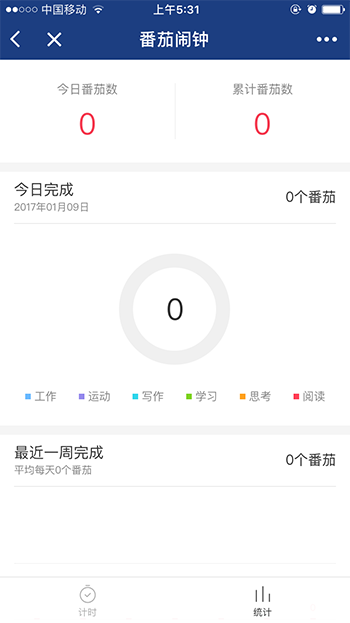 中国移动 上午5:31
番茄闹钟
今日番茄数 累计番茄数
0 0
今日完成
2017年01月09日
0个番茄
0
工作 运动 写作 学习 思考 阅读
最近一周完成
平均每天0个番茄
0个番茄
计时 统计